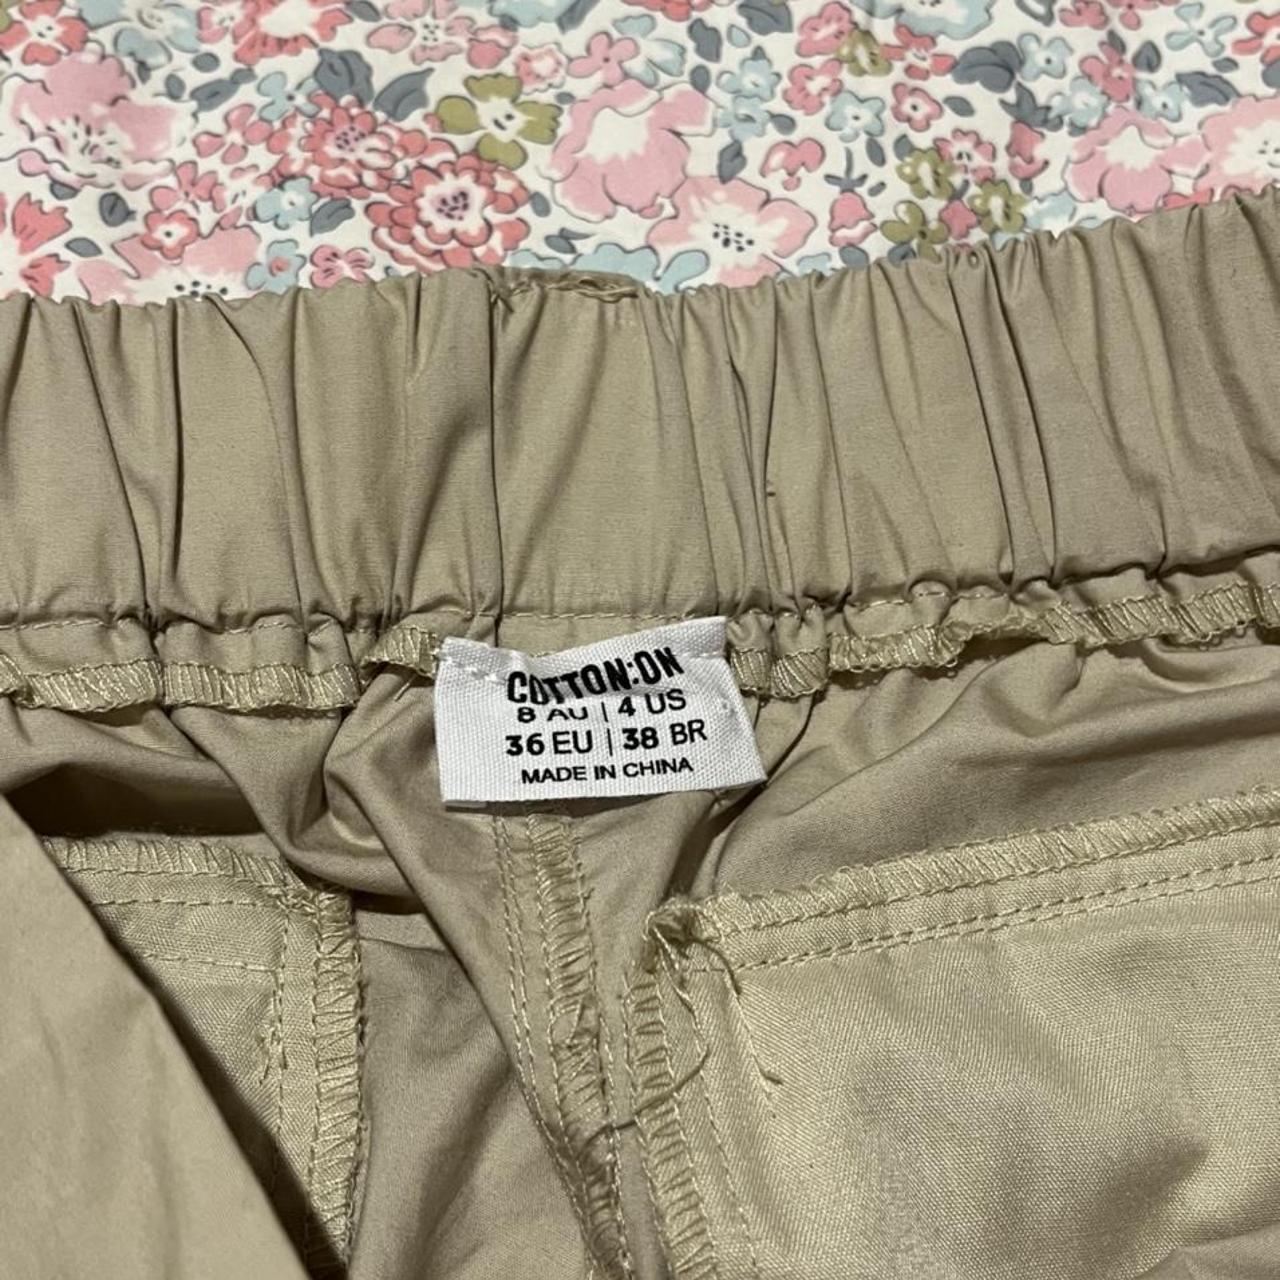 COTTON:ON
8 AU | 4 US
36 EU | 38 BR
MADE IN CHINA